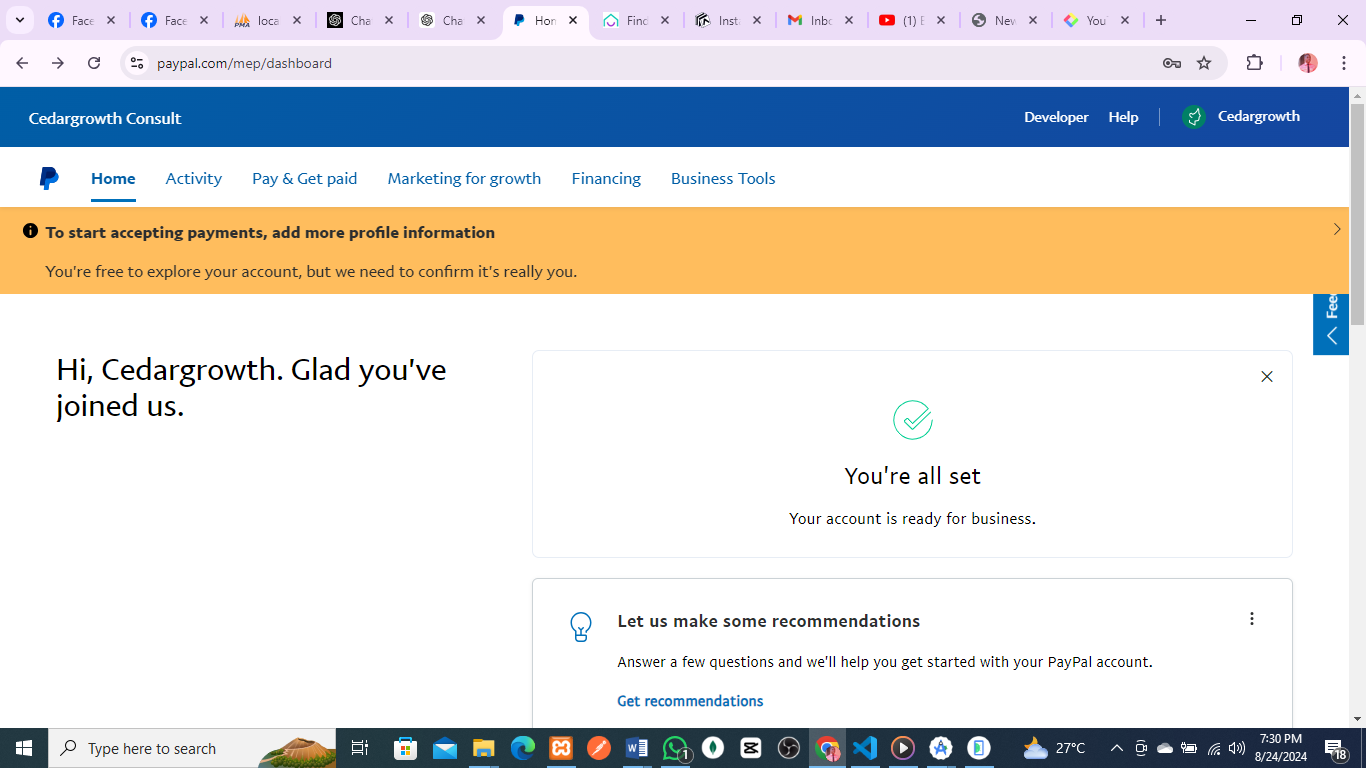 Face
Face
loca
Cha
Cha
Hom
Find
Inst
Inbo
(1) E
New
You
paypal.com/mep/dashboard
Cedargrowth Consult
Developer
Help
Cedargrowth
Home
Activity
Pay & Get paid
Marketing for growth
Financing
Business Tools
To start accepting payments, add more profile information
You're free to explore your account, but we need to confirm it's really you.
Feed
Hi, Cedargrowth. Glad you've
joined us.
You're all set
Your account is ready for business.
Let us make some recommendations
Answer a few questions and we'll help you get started with your PayPal account.
Get recommendations
Type here to search
1
27°C
7:30 PM
8/24/2024
18